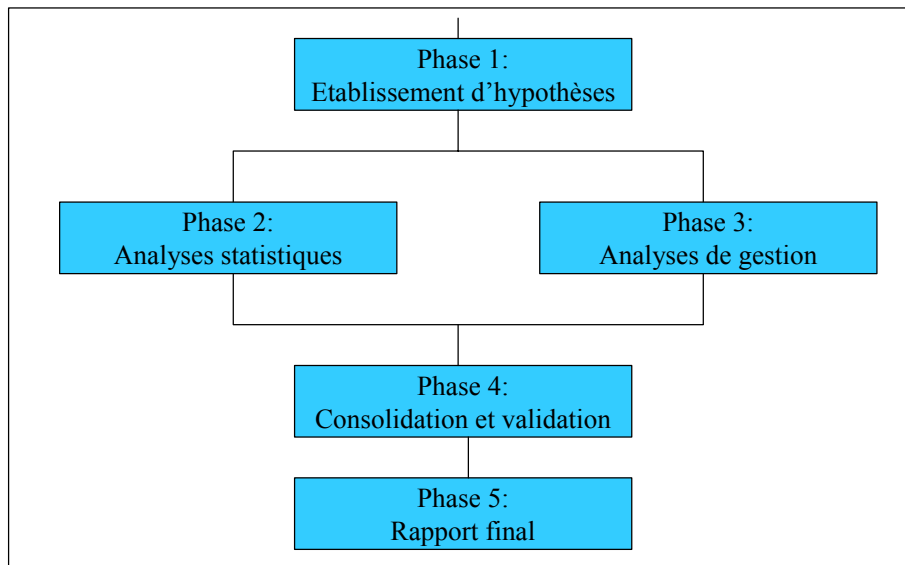 Phase 1:
Etablissement d’hypothèses
Phase 2:
Analyses statistiques
Phase 3:
Analyses de gestion
Phase 4:
Consolidation et validation
Phase 5:
Rapport final